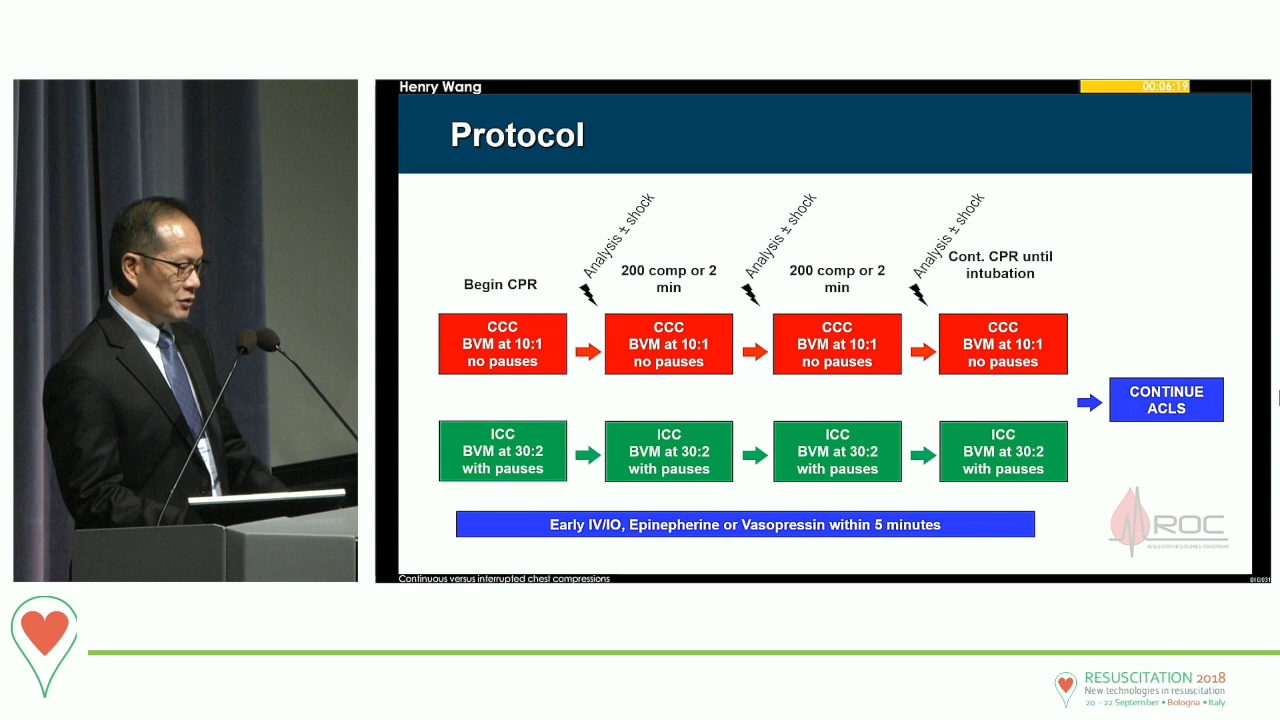 Henry Wang
00:06:19
Protocol
Analysis ± shock
Analysis ± shock
Analysis ± shock
Begin CPR
200 comp or 2
min
200 comp or 2
min
Cont. CPR until
intubation
CCC
BVM at 10:1
no pauses
CCC
BVM at 10:1
no pauses
CCC
BVM at 10:1
no pauses
CCC
BVM at 10:1
no pauses
CONTINUE
ACLS
ICC
BVM at 30:2
with pauses
ICC
BVM at 30:2
with pauses
ICC
BVM at 30:2
with pauses
ICC
BVM at 30:2
with pauses
Early IV/IO, Epinepherine or Vasopressin within 5 minutes
ROC
Continuous versus interrupted chest compressions
RESUSCITATION 2018
New technologies in resuscitation
20 - 22 September • Bologna • Italy